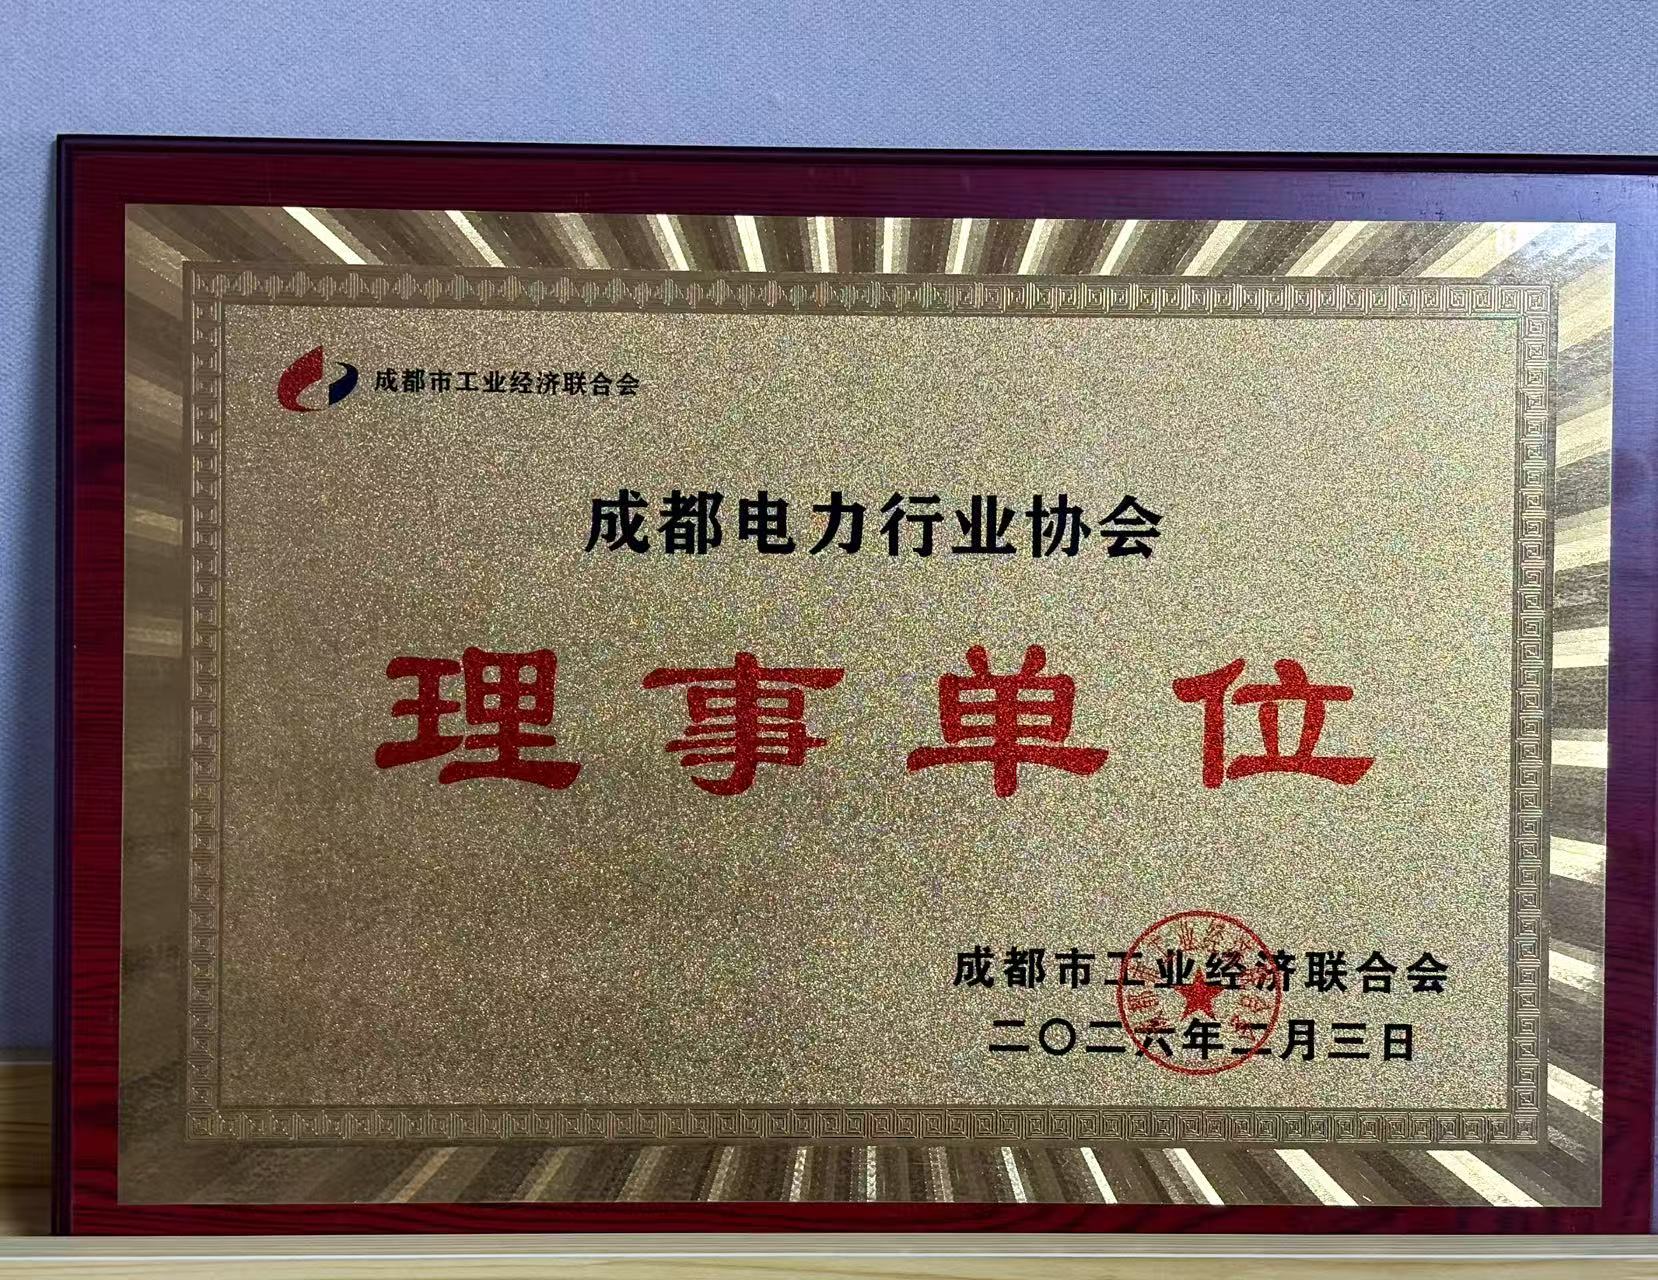 成都市工业经济联合会
成都电力行业协会
理事单位
成都市工业经济联合会
二〇二六年二月三日